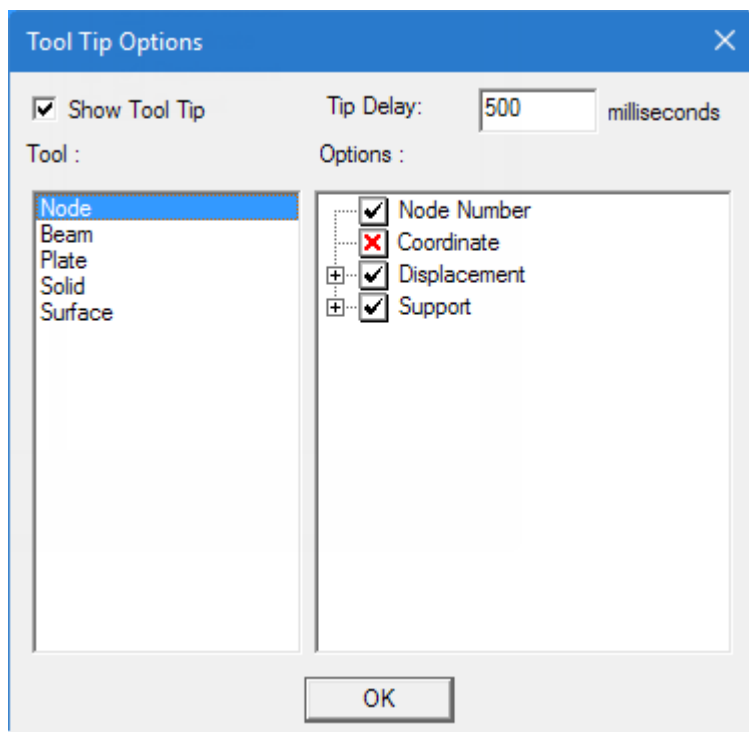 Tool Tip Options
Show Tool Tip
Tip Delay: 500 milliseconds
Tool :
Options :
Node
Beam
Plate
Solid
Surface
Node Number
Coordinate
Displacement
Support
OK